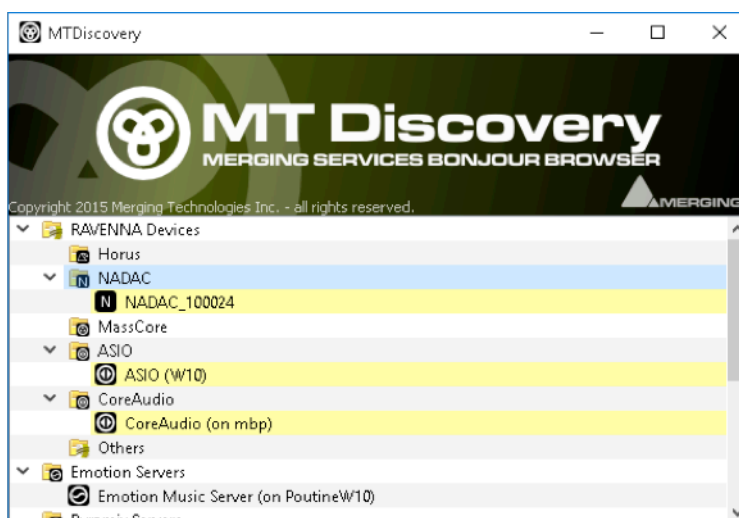 MTDiscovery
MT Discovery
MERGING SERVICES BONJOUR BROWSER
Copyright 2015 Merging Technologies Inc. - all rights reserved.
MERGING
RAVENNA Devices
Horus
NADAC
N NADAC_100024
MassCore
ASIO
ASIO (W10)
CoreAudio
CoreAudio (on mbp)
Others
Emotion Servers
Emotion Music Server (on PoutineW10)